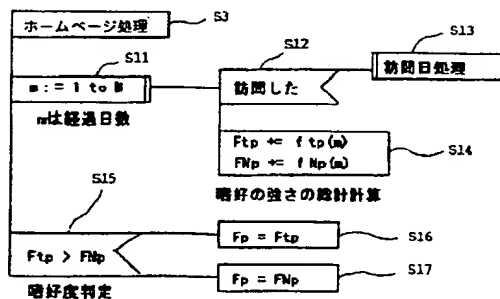 ホームページ処理
S3
S11
S12
S13
m := 1 to N
訪問した
訪問日処理
mは経過日数
Ftp += ftp(m)
FNp += fNp(m)
S14
嗜好の強さの総計計算
S15
Ftp > FNp
Fp = Ftp
S16
Fp = FNp
S17
嗜好度判定